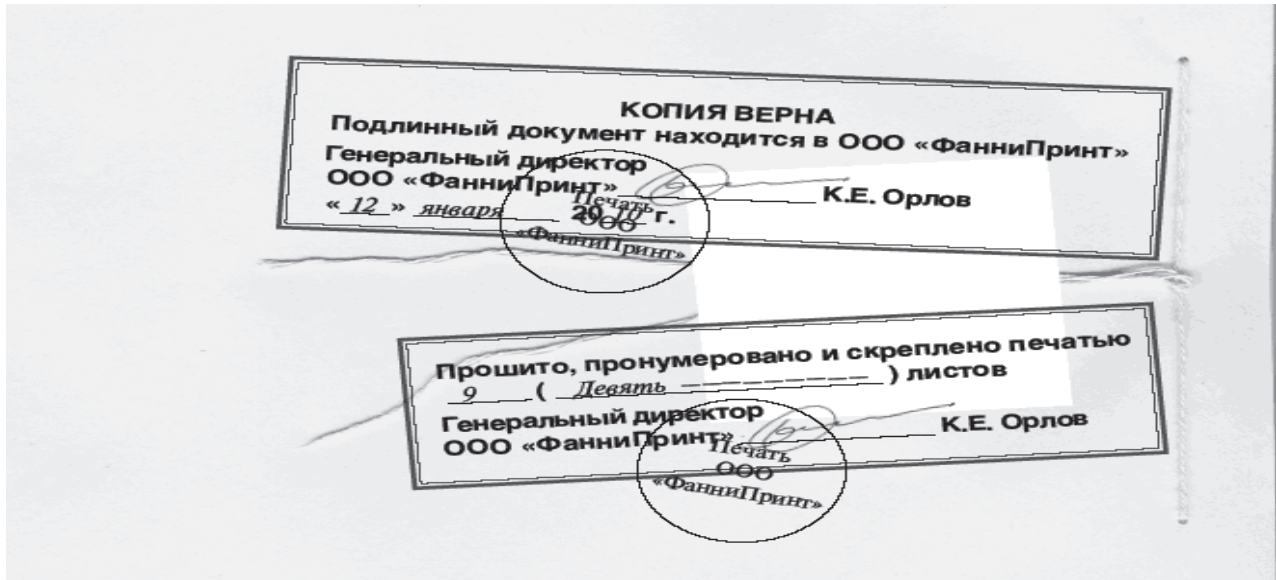 КОПИЯ ВЕРНА
Подлинный документ находится в ООО «ФанниПринт»
Генеральный директор
ООО «ФанниПринт» К.Е. Орлов
« 12 » января 20 10 г.
Печать
ООО
«ФанниПринт»
Прошито, пронумеровано и скреплено печатью
9 ( Девять ) листов
Генеральный директор
ООО «ФанниПринт» К.Е. Орлов
Печать
ООО
«ФанниПринт»